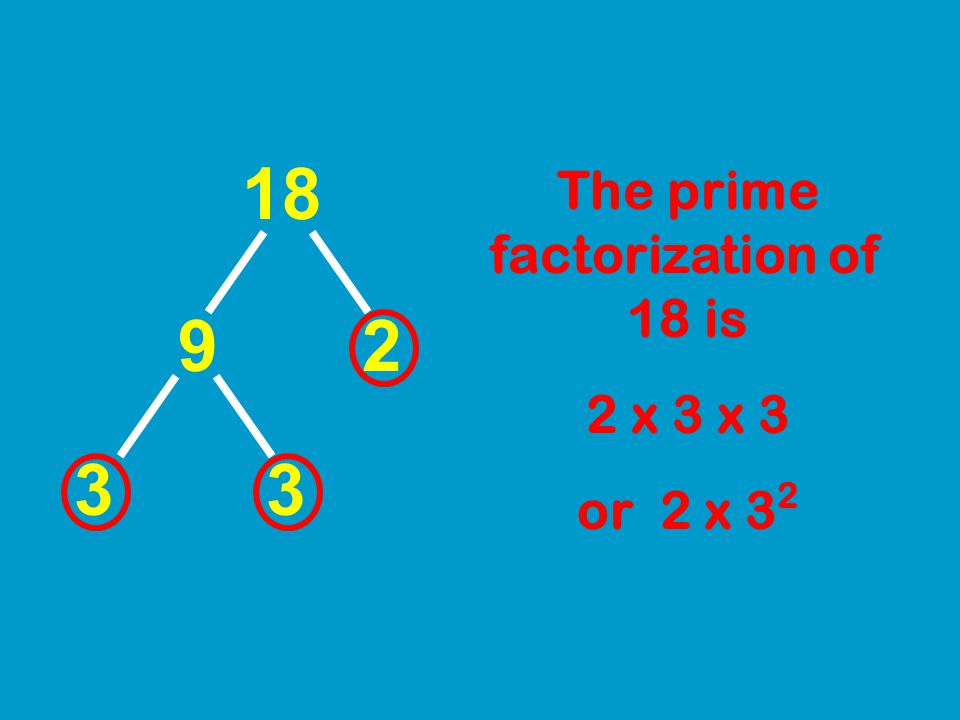 18
9 2
3 3
The prime
factorization of
18 is
2 x 3 x 3
or 2 x 3²